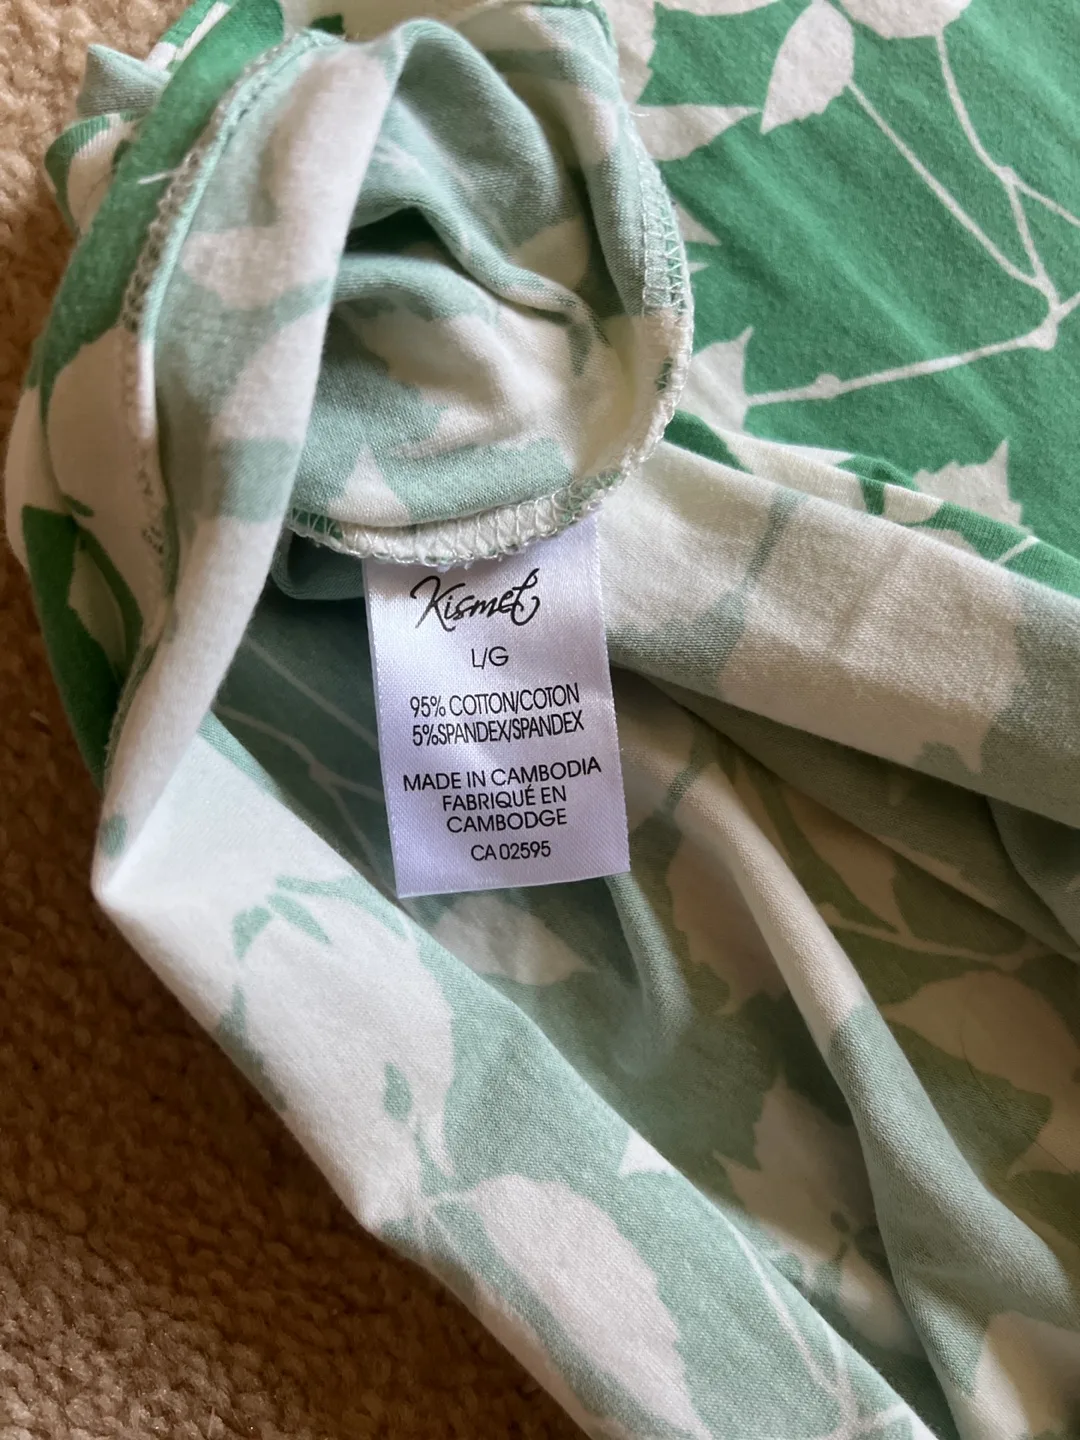 Kismet
L/G
95% COTTON/COTON
5%SPANDEX/SPANDEX
MADE IN CAMBODIA
FABRIQUÉ EN
CAMBODGE
CA 02595